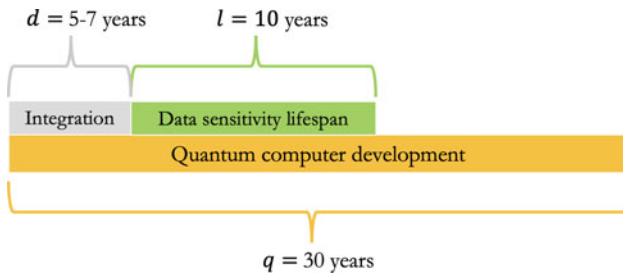 d = 5-7 years
l = 10 years
Integration
Data sensitivity lifespan
Quantum computer development
q = 30 years